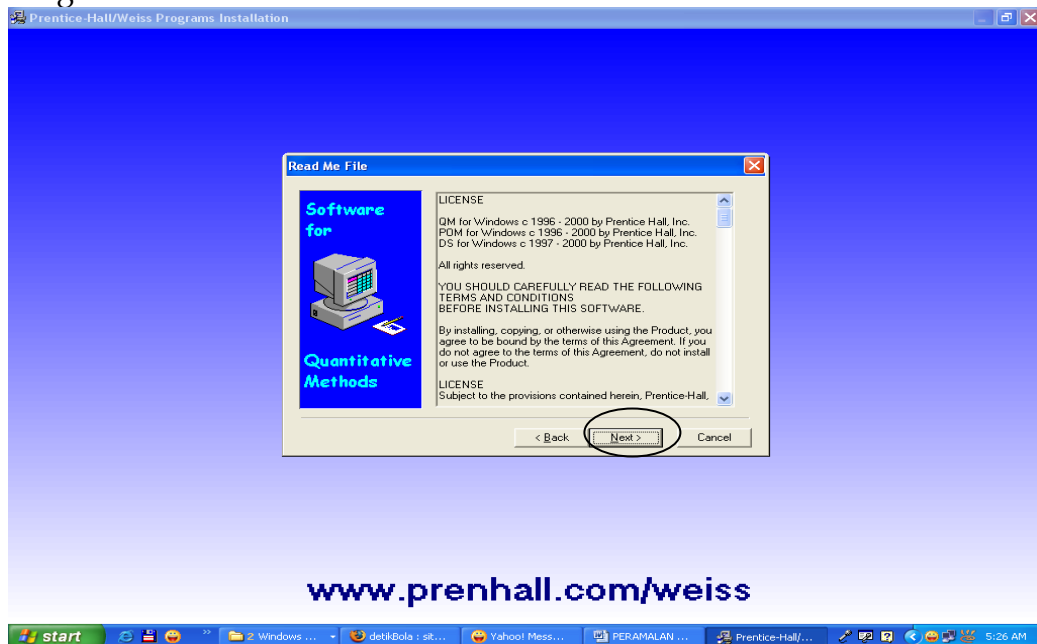 Prentice-Hall/Weiss Programs Installation
Read Me File
Software
for
Quantitative
Methods
LICENSE
QM for Windows c 1996 - 2000 by Prentice Hall, Inc.
POM for Windows c 1996 - 2000 by Prentice Hall, Inc.
DS for Windows c 1997 - 2000 by Prentice Hall, Inc.
All rights reserved.
YOU SHOULD CAREFULLY READ THE FOLLOWING
TERMS AND CONDITIONS
BEFORE INSTALLING THIS SOFTWARE.
By installing, copying, or otherwise using the Product, you
agree to be bound by the terms of this Agreement. If you
do not agree to the terms of this Agreement, do not install
or use the Product.
LICENSE
Subject to the provisions contained herein, Prentice-Hall,
< Back
Next >
Cancel
www.prenhall.com/weiss
start
2 Windows ...
detikBola : sit...
Yahoo! Mess...
PERAMALAN ...
Prentice-Hall/...
5:26 AM